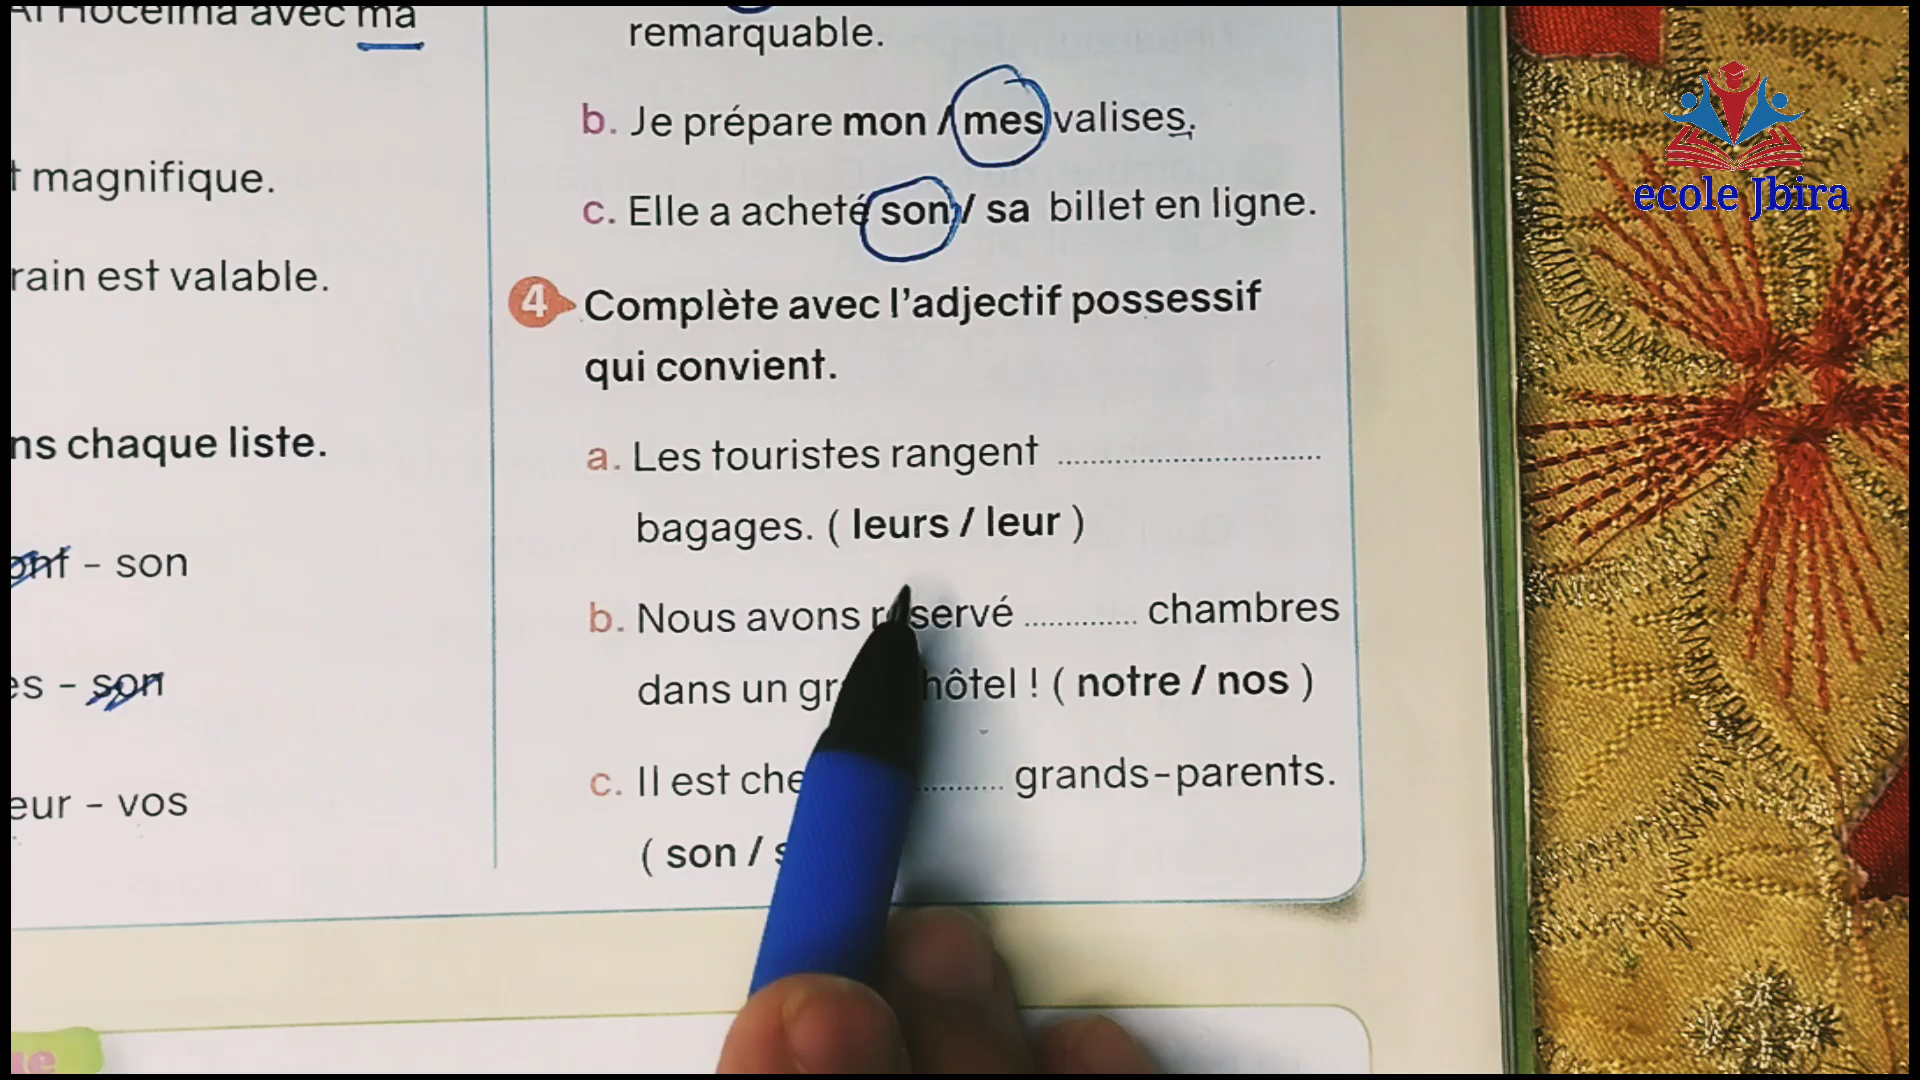 Al Hoceima avec ma
magnifique.
rain est valable.
ns chaque liste.
ont - son
es - son
eur - vos
remarquable.
b. Je prépare mon / mes valises.
c. Elle a acheté son / sa billet en ligne.
4 Complète avec l'adjectif possessif
qui convient.
a. Les touristes rangent ..............................
bagages. ( leurs / leur )
b. Nous avons réservé ............. chambres
dans un gr hôtel ! ( notre / nos )
c. Il est che .......... grands-parents.
( son / s
ecole Jbira